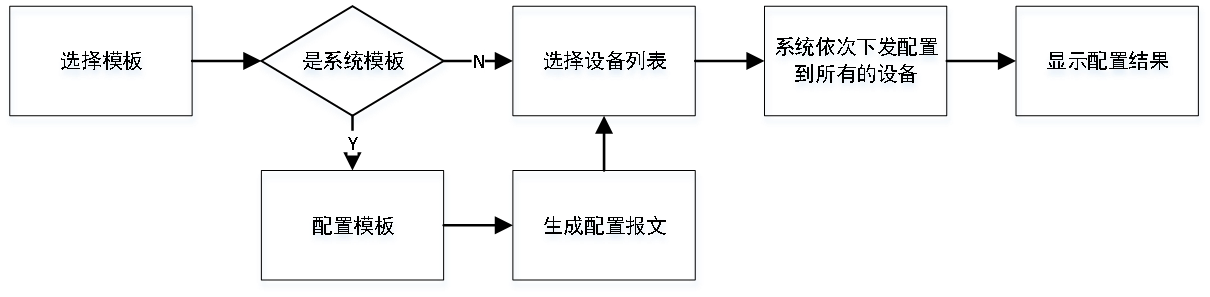 选择模板
是系统模板
N
选择设备列表
系统依次下发配置
到所有的设备
显示配置结果
Y
配置模板
生成配置报文